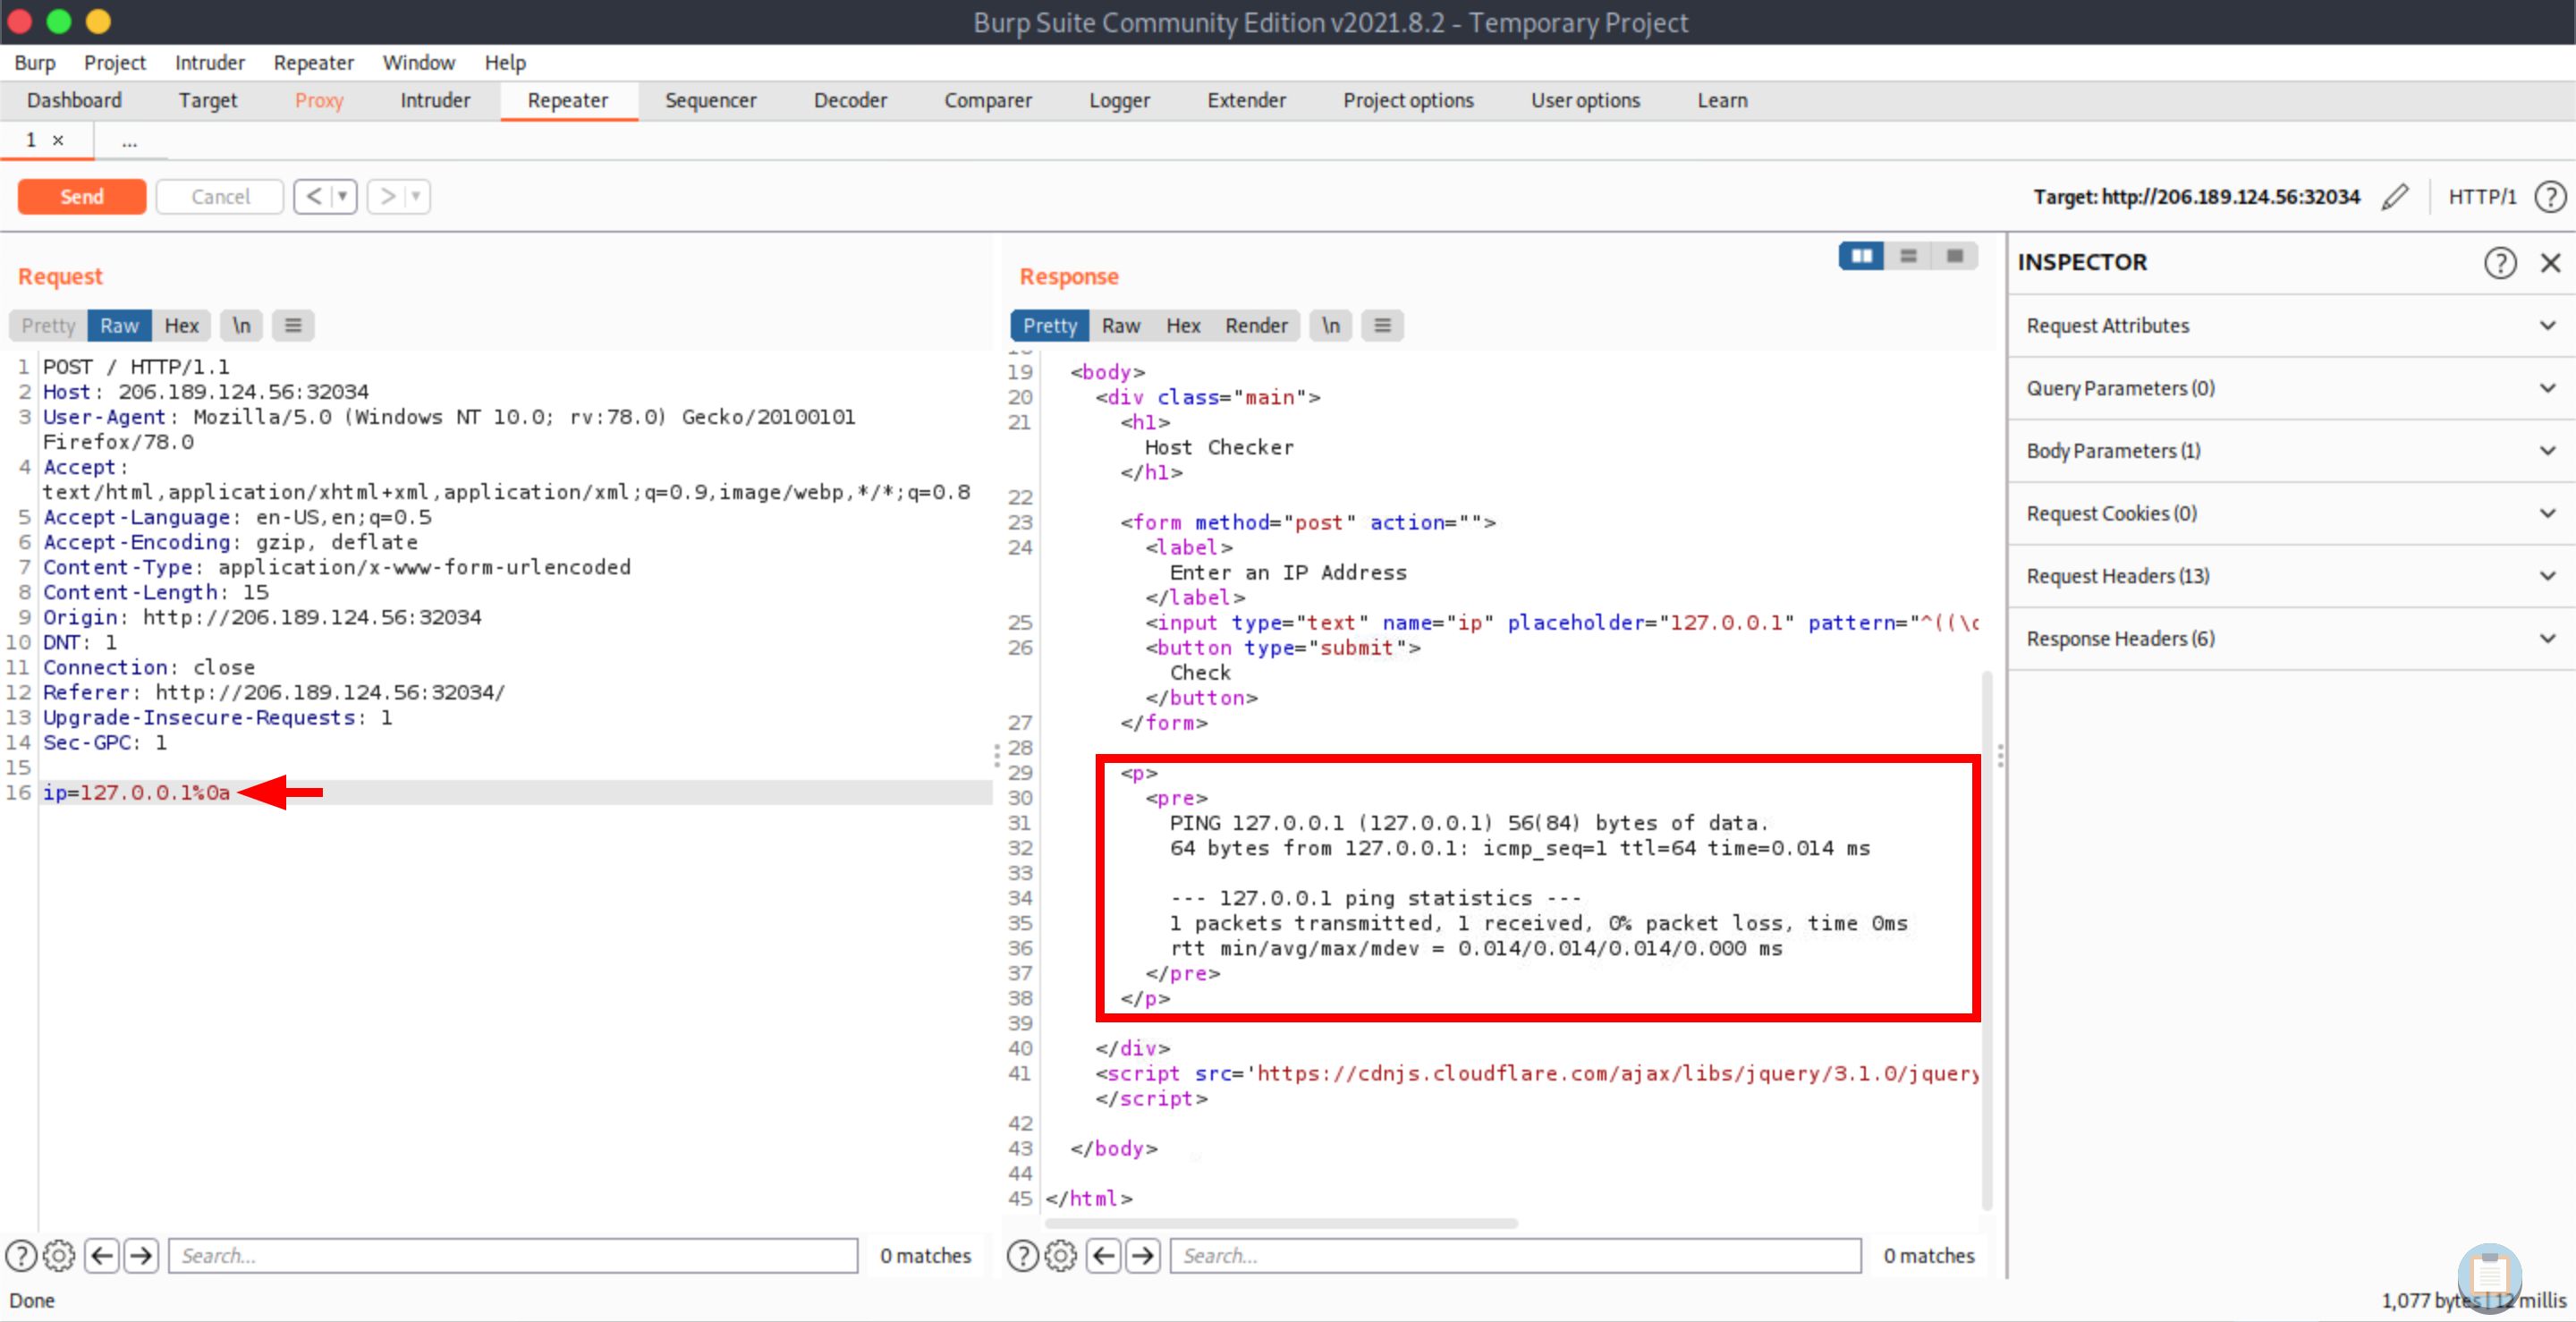 Burp Suite Community Edition v2021.8.2 - Temporary Project
Burp Project Intruder Repeater Window Help
Dashboard Target Proxy Intruder Repeater Sequencer Decoder Comparer Logger Extender Project options User options Learn
1 × ...
Send Cancel < > Target: http://206.189.124.56:32034 HTTP/1 ?
Request
Pretty Raw Hex \n
1 POST / HTTP/1.1
2 Host: 206.189.124.56:32034
3 User-Agent: Mozilla/5.0 (Windows NT 10.0; rv:78.0) Gecko/20100101
Firefox/78.0
4 Accept:
text/html,application/xhtml+xml,application/xml;q=0.9,image/webp,*/*;q=0.8
5 Accept-Language: en-US,en;q=0.5
6 Accept-Encoding: gzip, deflate
7 Content-Type: application/x-www-form-urlencoded
8 Content-Length: 15
9 Origin: http://206.189.124.56:32034
10 DNT: 1
11 Connection: close
12 Referer: http://206.189.124.56:32034/
13 Upgrade-Insecure-Requests: 1
14 Sec-GPC: 1
15
16 ip=127.0.0.1%0a
? Search... 0 matches
Response
Pretty Raw Hex Render \n
19 <body>
20 <div class="main">
21 <h1>
Host Checker
</h1>
22
23 <form method="post" action="">
24 <label>
Enter an IP Address
</label>
25 <input type="text" name="ip" placeholder="127.0.0.1" pattern="^((\
26 <button type="submit">
Check
</button>
27 </form>
28
29 <p>
30 <pre>
31 PING 127.0.0.1 (127.0.0.1) 56(84) bytes of data.
32 64 bytes from 127.0.0.1: icmp_seq=1 ttl=64 time=0.014 ms
33
34 --- 127.0.0.1 ping statistics ---
35 1 packets transmitted, 1 received, 0% packet loss, time 0ms
36 rtt min/avg/max/mdev = 0.014/0.014/0.014/0.000 ms
37 </pre>
38 </p>
39
40 </div>
41 <script src='https://cdnjs.cloudflare.com/ajax/libs/jquery/3.1.0/jquery
</script>
42
43 </body>
44
45 </html>
? Search... 0 matches
INSPECTOR ?
Request Attributes
Query Parameters (0)
Body Parameters (1)
Request Cookies (0)
Request Headers (13)
Response Headers (6)
Done
1,077 bytes | 12 millis